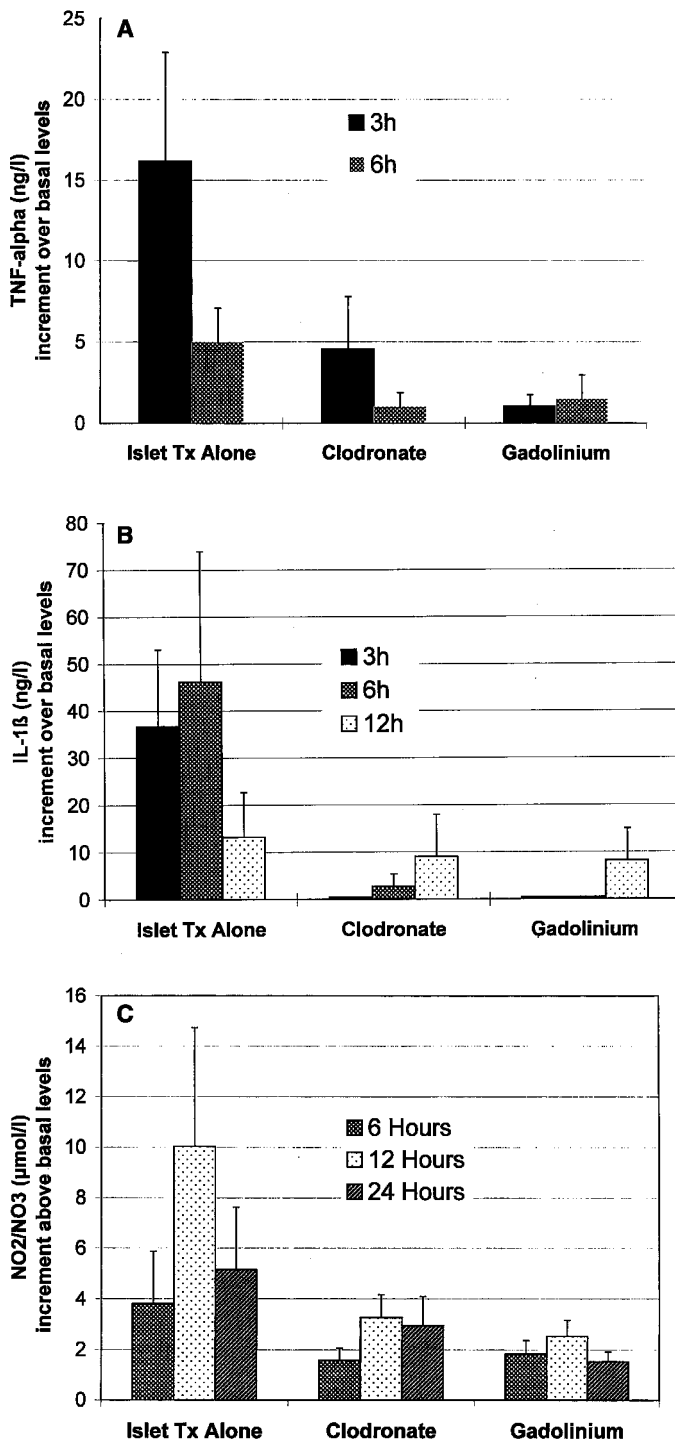 A
TNF-alpha (ng/l)
increment over basal levels
25
20
15
10
5
0
3h
6h
Islet Tx Alone
Clodronate
Gadolinium
B
IL-1ß (ng/l)
increment over basal levels
80
70
60
50
40
30
20
10
0
3h
6h
12h
Islet Tx Alone
Clodronate
Gadolinium
C
NO2/NO3 (µmol/l)
increment above basal levels
16
14
12
10
8
6
4
2
0
6 Hours
12 Hours
24 Hours
Islet Tx Alone
Clodronate
Gadolinium